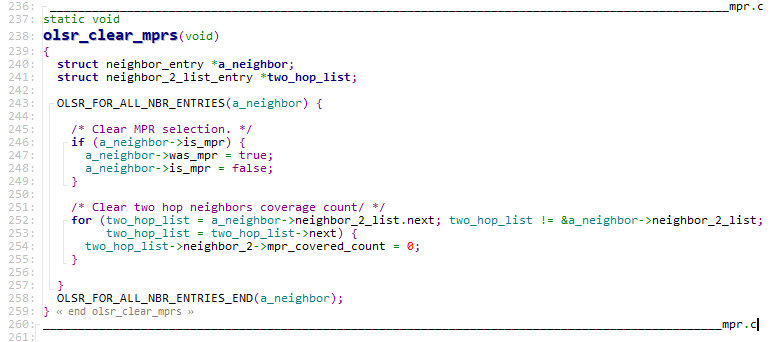 236: mpr.c
237: static void
238: olsr_clear_mprs(void)
239: {
240:   struct neighbor_entry *a_neighbor;
241:   struct neighbor_2_list_entry *two_hop_list;
242:
243:   OLSR_FOR_ALL_NBR_ENTRIES(a_neighbor) {
244:
245:     /* Clear MPR selection. */
246:     if (a_neighbor->is_mpr) {
247:       a_neighbor->was_mpr = true;
248:       a_neighbor->is_mpr = false;
249:     }
250:
251:     /* Clear two hop neighbors coverage count/ */
252:     for (two_hop_list = a_neighbor->neighbor_2_list.next; two_hop_list != &a_neighbor->neighbor_2_list;
253:          two_hop_list = two_hop_list->next) {
254:       two_hop_list->neighbor_2->mpr_covered_count = 0;
255:     }
256:
257:   }
258:   OLSR_FOR_ALL_NBR_ENTRIES_END(a_neighbor);
259: } « end olsr_clear_mprs »
260: mpr.c
261: